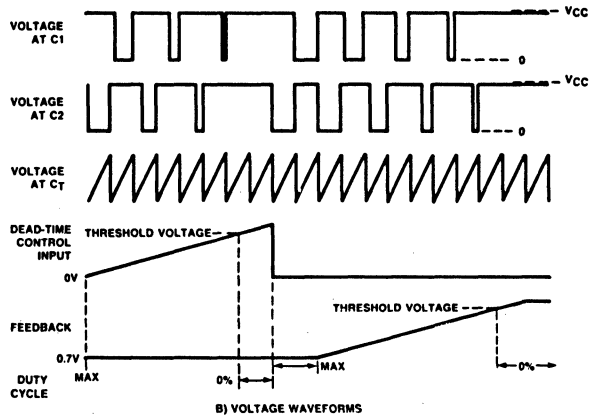 VOLTAGE
AT C1
VCC
0
VOLTAGE
AT C2
VCC
0
VOLTAGE
AT CT
DEAD-TIME
CONTROL
INPUT
THRESHOLD VOLTAGE
0V
THRESHOLD VOLTAGE
FEEDBACK
0.7V
DUTY
CYCLE
MAX
0%
MAX
0%
B) VOLTAGE WAVEFORMS